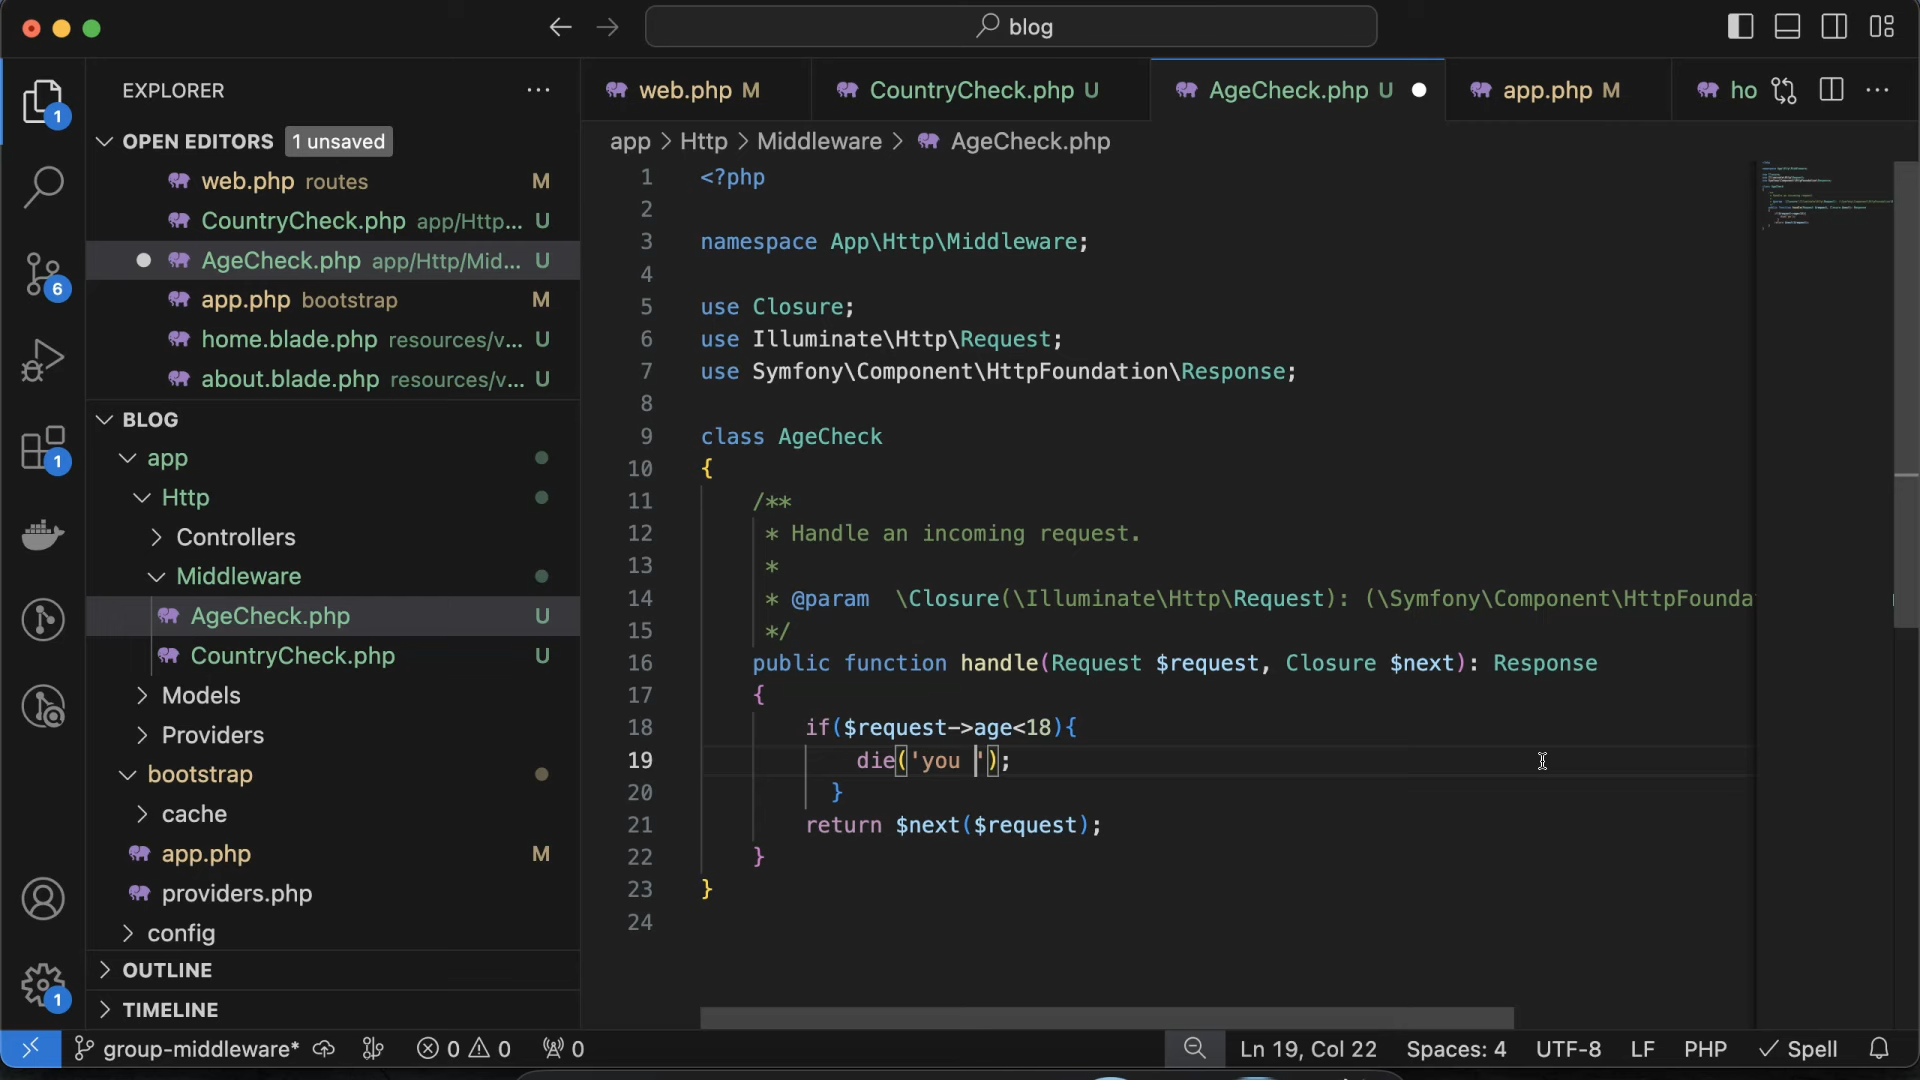 blog
EXPLORER
OPEN EDITORS 1 unsaved
web.php routes M
CountryCheck.php app/Http... U
AgeCheck.php app/Http/Mid... U
app.php bootstrap M
home.blade.php resources/v... U
about.blade.php resources/v... U
BLOG
app
Http
Controllers
Middleware
AgeCheck.php U
CountryCheck.php U
Models
Providers
bootstrap
cache
app.php M
providers.php
config
OUTLINE
TIMELINE
1
6
1
1
web.php M CountryCheck.php U AgeCheck.php U app.php M ho
app > Http > Middleware > AgeCheck.php
1 <?php
2
3 namespace App\Http\Middleware;
4
5 use Closure;
6 use Illuminate\Http\Request;
7 use Symfony\Component\HttpFoundation\Response;
8
9 class AgeCheck
10 {
11 /**
12 * Handle an incoming request.
13 *
14 * @param \Closure(\Illuminate\Http\Request): (\Symfony\Component\HttpFounda
15 */
16 public function handle(Request $request, Closure $next): Response
17 {
18 if($request->age<18){
19 die('you ');
20 }
21 return $next($request);
22 }
23 }
24
group-middleware* 0 0 0 Ln 19, Col 22 Spaces: 4 UTF-8 LF PHP Spell